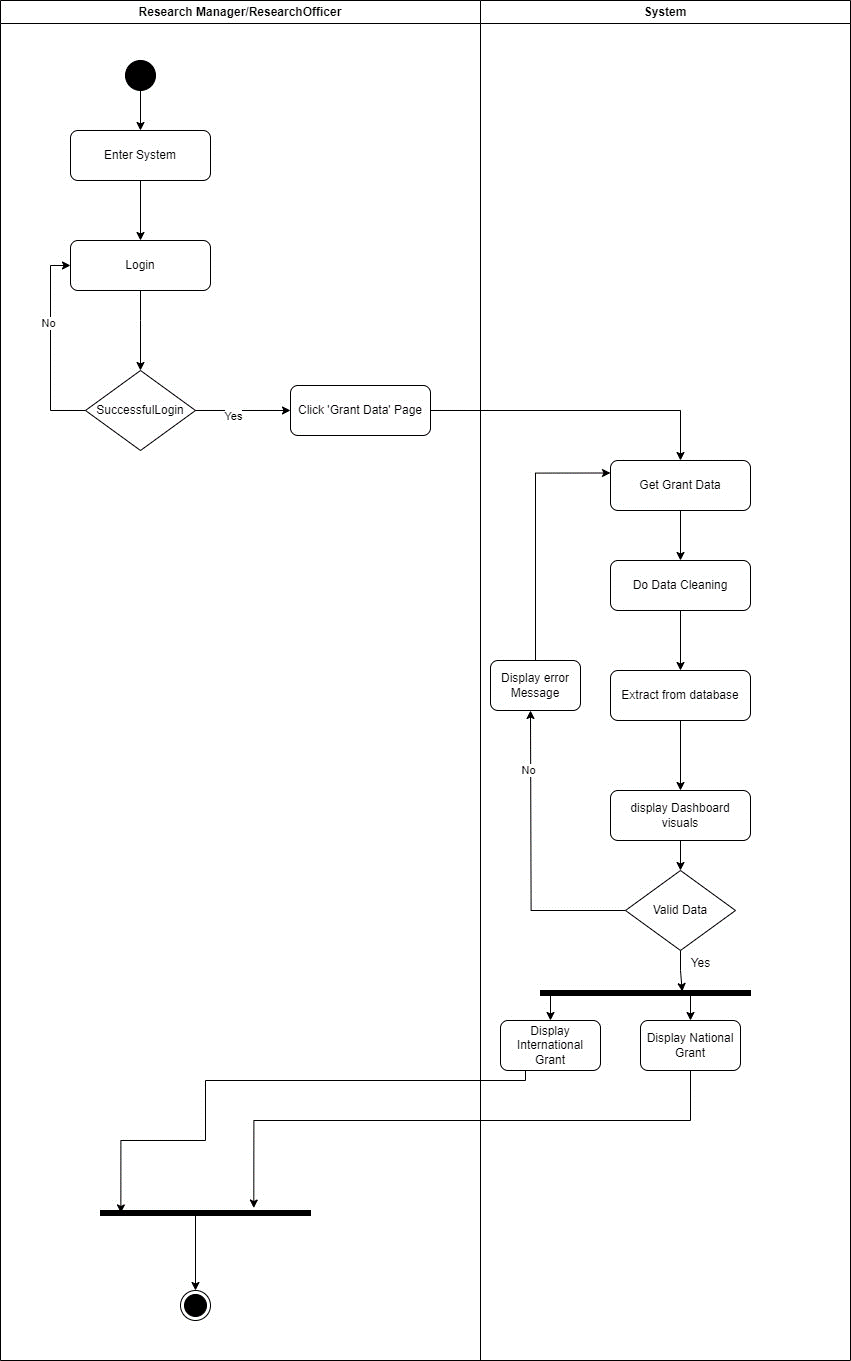 Research Manager/ResearchOfficer
System
Enter System
Login
No
SuccessfulLogin
Yes
Click 'Grant Data' Page
Get Grant Data
Do Data Cleaning
Display error
Message
Extract from database
No
display Dashboard
visuals
Valid Data
Yes
Display
International
Grant
Display National
Grant